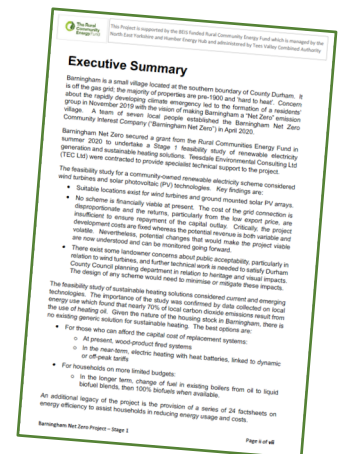 The Rural
Community
Energy Fund
This Project is supported by the BEIS Funded Rural Community Energy Fund which is managed by the
North East Yorkshire and Humber Energy Hub and administered by Tees Valley Combined Authority
Executive Summary
Barningham is a small village located at the southern boundary of County Durham. It
is off the gas grid; the majority of properties are pre-1900 and 'hard to heat'. Concern
about the rapidly developing climate emergency led to the formation of a residents'
group in November 2019 with the vision of making Barningham a "Net Zero" emission
village. A team of seven local people established the Barningham Net Zero
Community Interest Company ("Barningham Net Zero") in April 2020.
Barningham Net Zero secured a grant from the Rural Communities Energy Fund in
summer 2020 to undertake a Stage 1 feasibility study of renewable electricity
generation and sustainable heating solutions. Teesdale Environmental Consulting Ltd
(TEC Ltd) were contracted to provide specialist technical support to the project.
The feasibility study for a community-owned renewable electricity scheme considered
wind turbines and solar photovoltaic (PV) technologies. Key findings are:
• Suitable locations exist for wind turbines and ground mounted solar PV arrays.
• No scheme is financially viable at present. The cost of the grid connection is
disproportionate and the returns, particularly from the low export price, are
insufficient to ensure repayment of the capital outlay. Critically, the project
development costs are fixed whereas the potential revenue is both variable and
volatile. Nevertheless, potential changes that would make the project viable
are now understood and can be monitored going forward.
• There exist some landowner concerns about public acceptability, particularly in
relation to wind turbines, and further technical work is needed to satisfy Durham
County Council planning department in relation to heritage and visual impacts.
The design of any scheme would need to minimise or mitigate these impacts.
The feasibility study of sustainable heating solutions considered current and emerging
technologies. The importance of the study was confirmed by data collected on local
energy use which found that nearly 70% of local carbon dioxide emissions result from
the use of heating oil. Given the nature of the housing stock in Barningham, there is
no existing generic solution for sustainable heating. The best options are:
• For those who can afford the capital cost of replacement systems:
o At present, wood-product fired systems
o In the near-term, electric heating with heat batteries, linked to dynamic
or off-peak tariffs
• For households on more limited budgets:
o In the longer term, change of fuel in existing boilers from oil to liquid
biofuel blends, then 100% biofuels when available.
An additional legacy of the project is the provision of a series of 24 factsheets on
energy efficiency to assist households in reducing energy usage and costs.
Barningham Net Zero Project – Stage 1
Page ii of vii